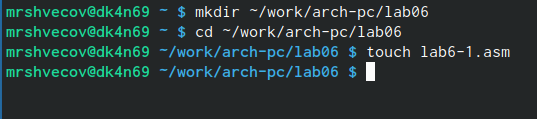 mrshvecov@dk4n69 ~ $ mkdir ~/work/arch-pc/lab06
mrshvecov@dk4n69 ~ $ cd ~/work/arch-pc/lab06
mrshvecov@dk4n69 ~/work/arch-pc/lab06 $ touch lab6-1.asm
mrshvecov@dk4n69 ~/work/arch-pc/lab06 $